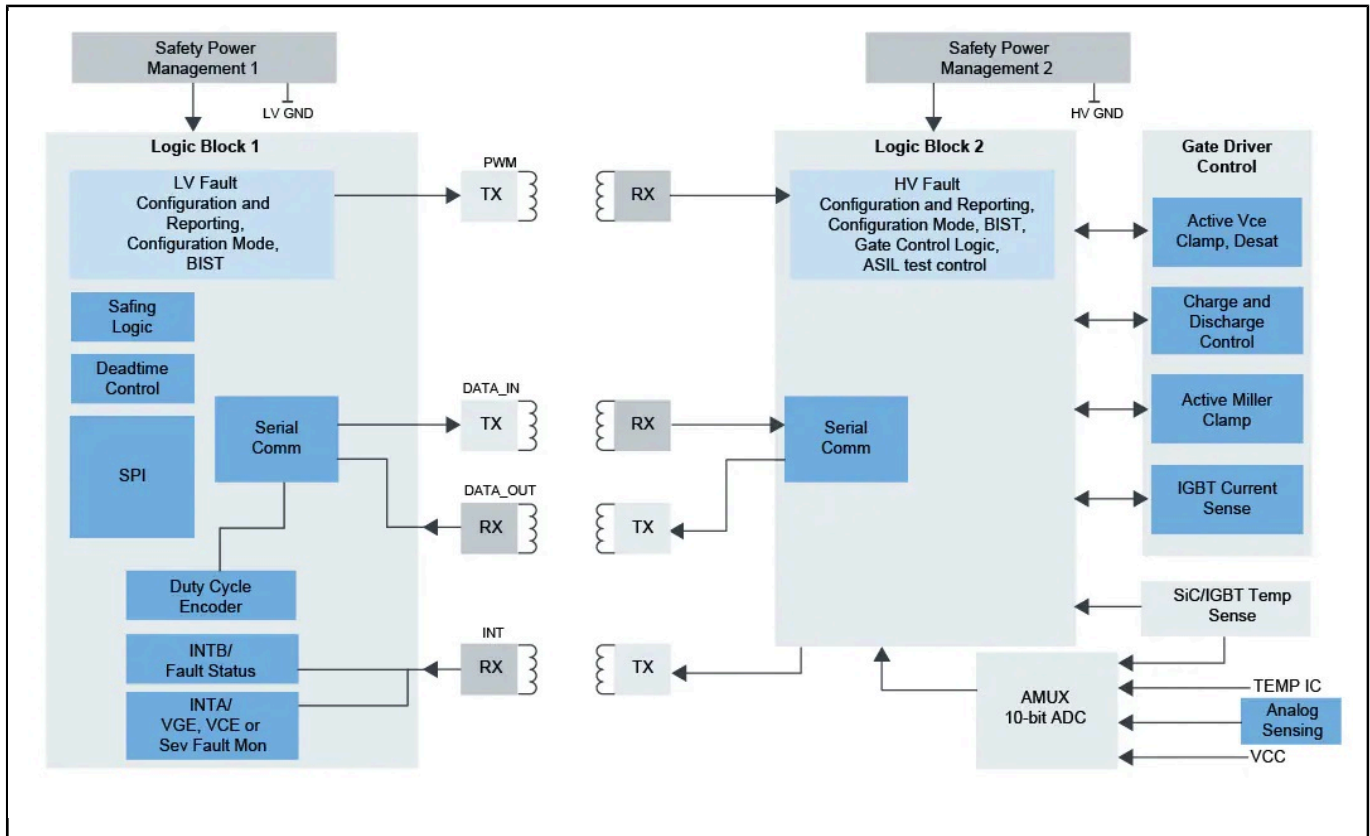 Safety Power
Management 1
LV GND
Safety Power
Management 2
HV GND
Logic Block 1
LV Fault
Configuration and
Reporting,
Configuration Mode,
BIST
Safing
Logic
Deadtime
Control
SPI
Serial
Comm
Duty Cycle
Encoder
INTB/
Fault Status
INTA/
VGE, VCE or
Sev Fault Mon
PWM
TX
RX
DATA_IN
TX
RX
DATA_OUT
RX
TX
INT
RX
TX
Logic Block 2
HV Fault
Configuration and Reporting,
Configuration Mode, BIST,
Gate Control Logic,
ASIL test control
Serial
Comm
Gate Driver
Control
Active Vce
Clamp, Desat
Charge and
Discharge
Control
Active Miller
Clamp
IGBT Current
Sense
SiC/IGBT Temp
Sense
AMUX
10-bit ADC
TEMP IC
Analog
Sensing
VCC